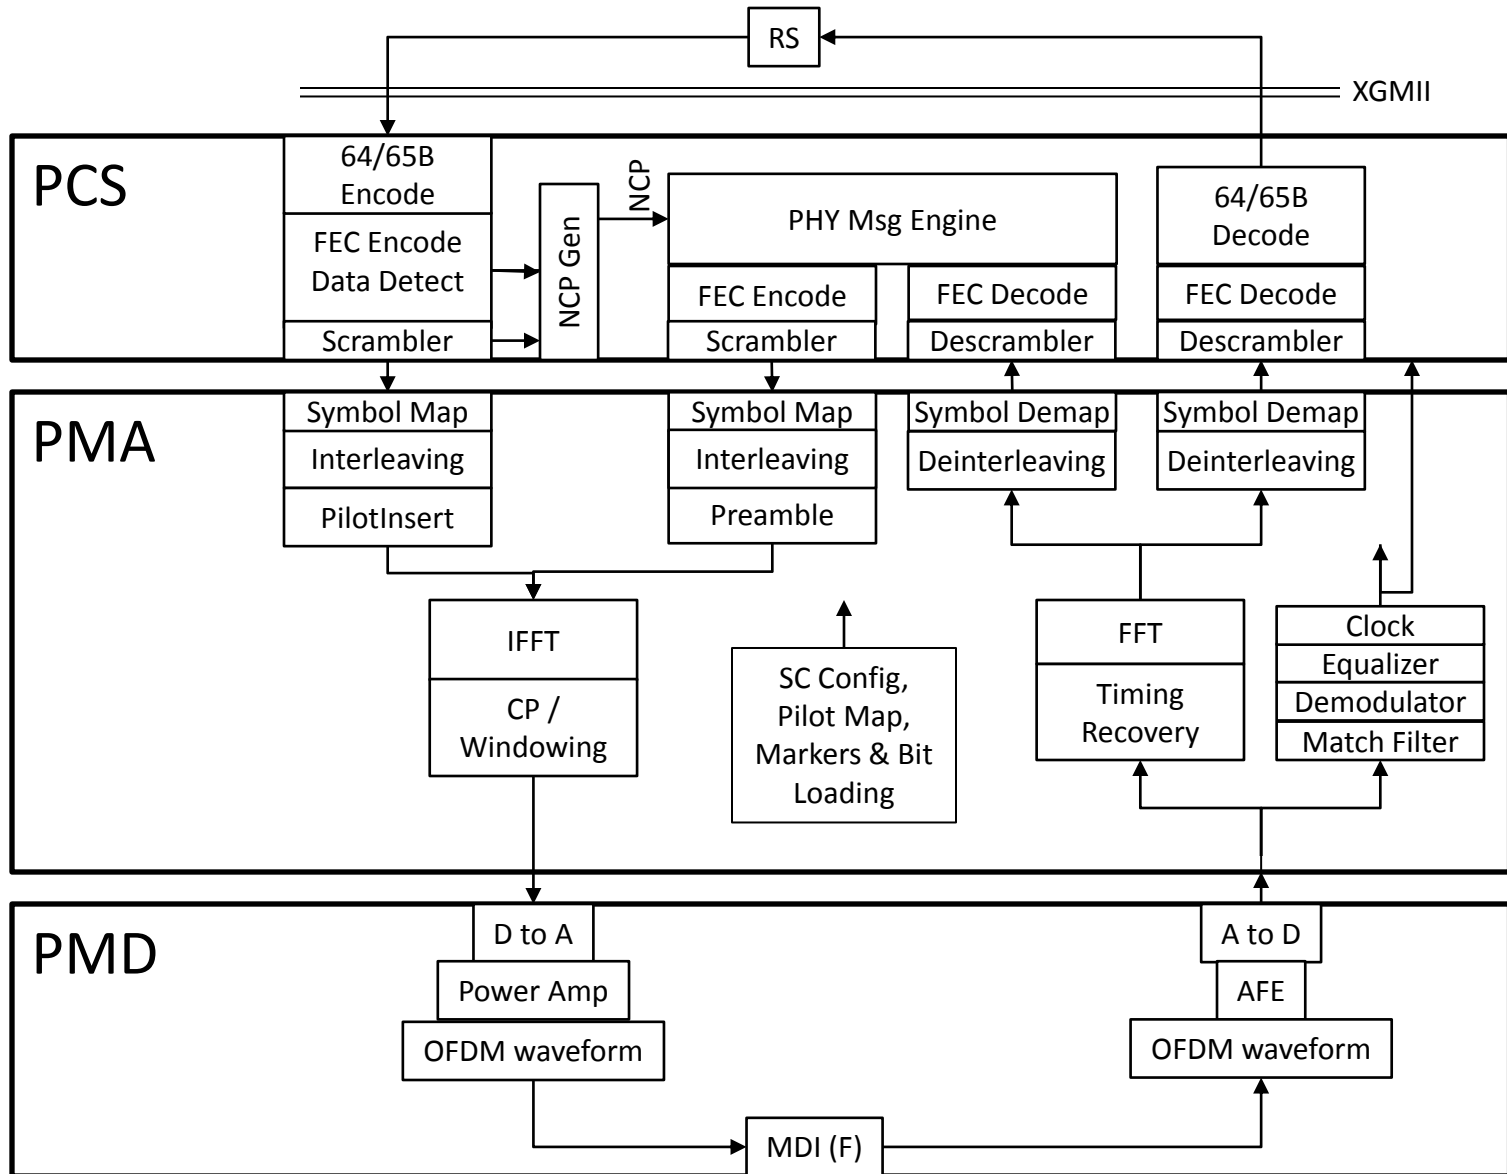 RS
XGMII
PCS
64/65B
Encode
FEC Encode
Data Detect
Scrambler
NCP Gen
NCP
PHY Msg Engine
FEC Encode
Scrambler
FEC Decode
Descrambler
64/65B
Decode
FEC Decode
Descrambler
PMA
Symbol Map
Interleaving
PilotInsert
Symbol Map
Interleaving
Preamble
Symbol Demap
Deinterleaving
Symbol Demap
Deinterleaving
IFFT
CP /
Windowing
SC Config,
Pilot Map,
Markers & Bit
Loading
FFT
Timing
Recovery
Clock
Equalizer
Demodulator
Match Filter
PMD
D to A
Power Amp
OFDM waveform
A to D
AFE
OFDM waveform
MDI (F)